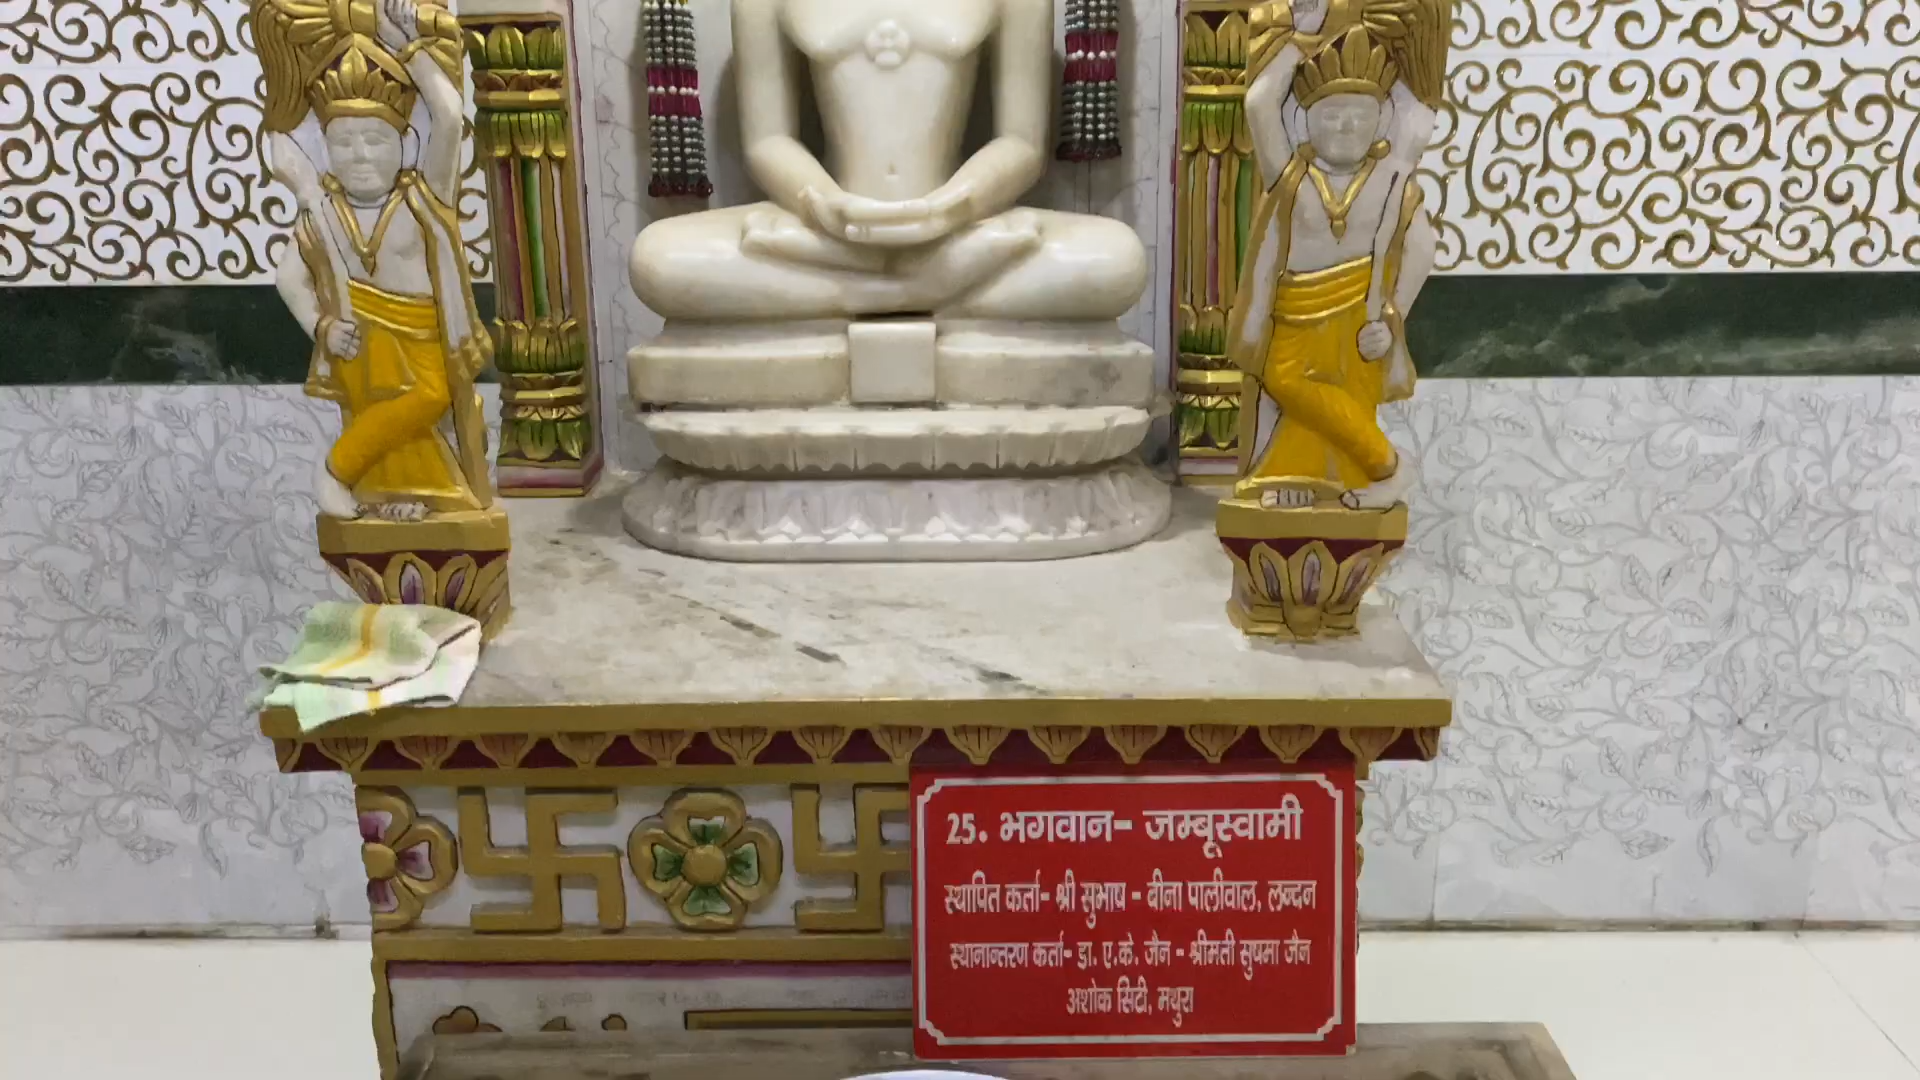 25. भगवान- जम्बूस्वामी
स्थापित कर्ता- श्री सुभाष - बीना पालीवाल, लन्दन
स्थानान्तरण कर्ता- डा. ए.के. जैन - श्रीमती सुषमा जैन
अशोक सिटी, मथुरा